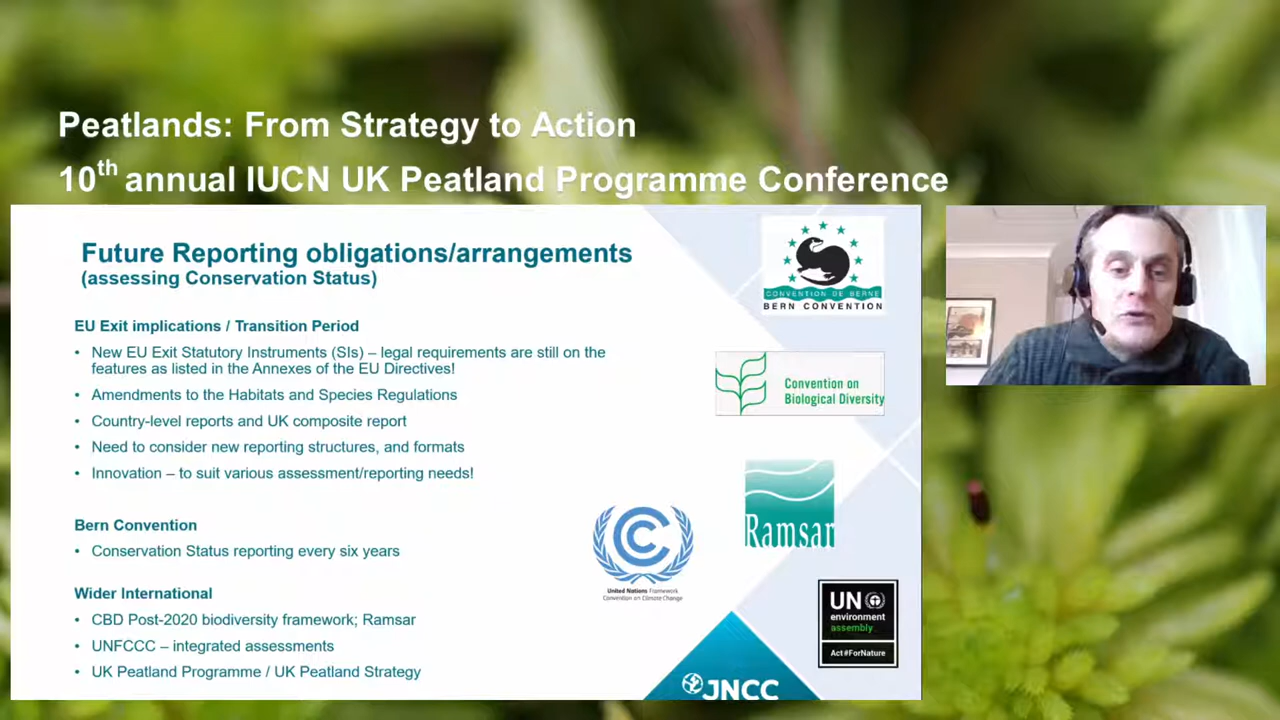 Peatlands: From Strategy to Action
10th annual IUCN UK Peatland Programme Conference
Future Reporting obligations/arrangements
(assessing Conservation Status)
EU Exit implications / Transition Period
• New EU Exit Statutory Instruments (SIs) – legal requirements are still on the
features as listed in the Annexes of the EU Directives!
• Amendments to the Habitats and Species Regulations
• Country-level reports and UK composite report
• Need to consider new reporting structures, and formats
• Innovation – to suit various assessment/reporting needs!
Bern Convention
• Conservation Status reporting every six years
Wider International
• CBD Post-2020 biodiversity framework; Ramsar
• UNFCCC – integrated assessments
• UK Peatland Programme / UK Peatland Strategy
CONVENTION DE BERNE
BERN CONVENTION
Convention on
Biological Diversity
Ramsar
United Nations Framework
Convention on Climate Change
UN
environment
assembly
Act#ForNature
JNCC